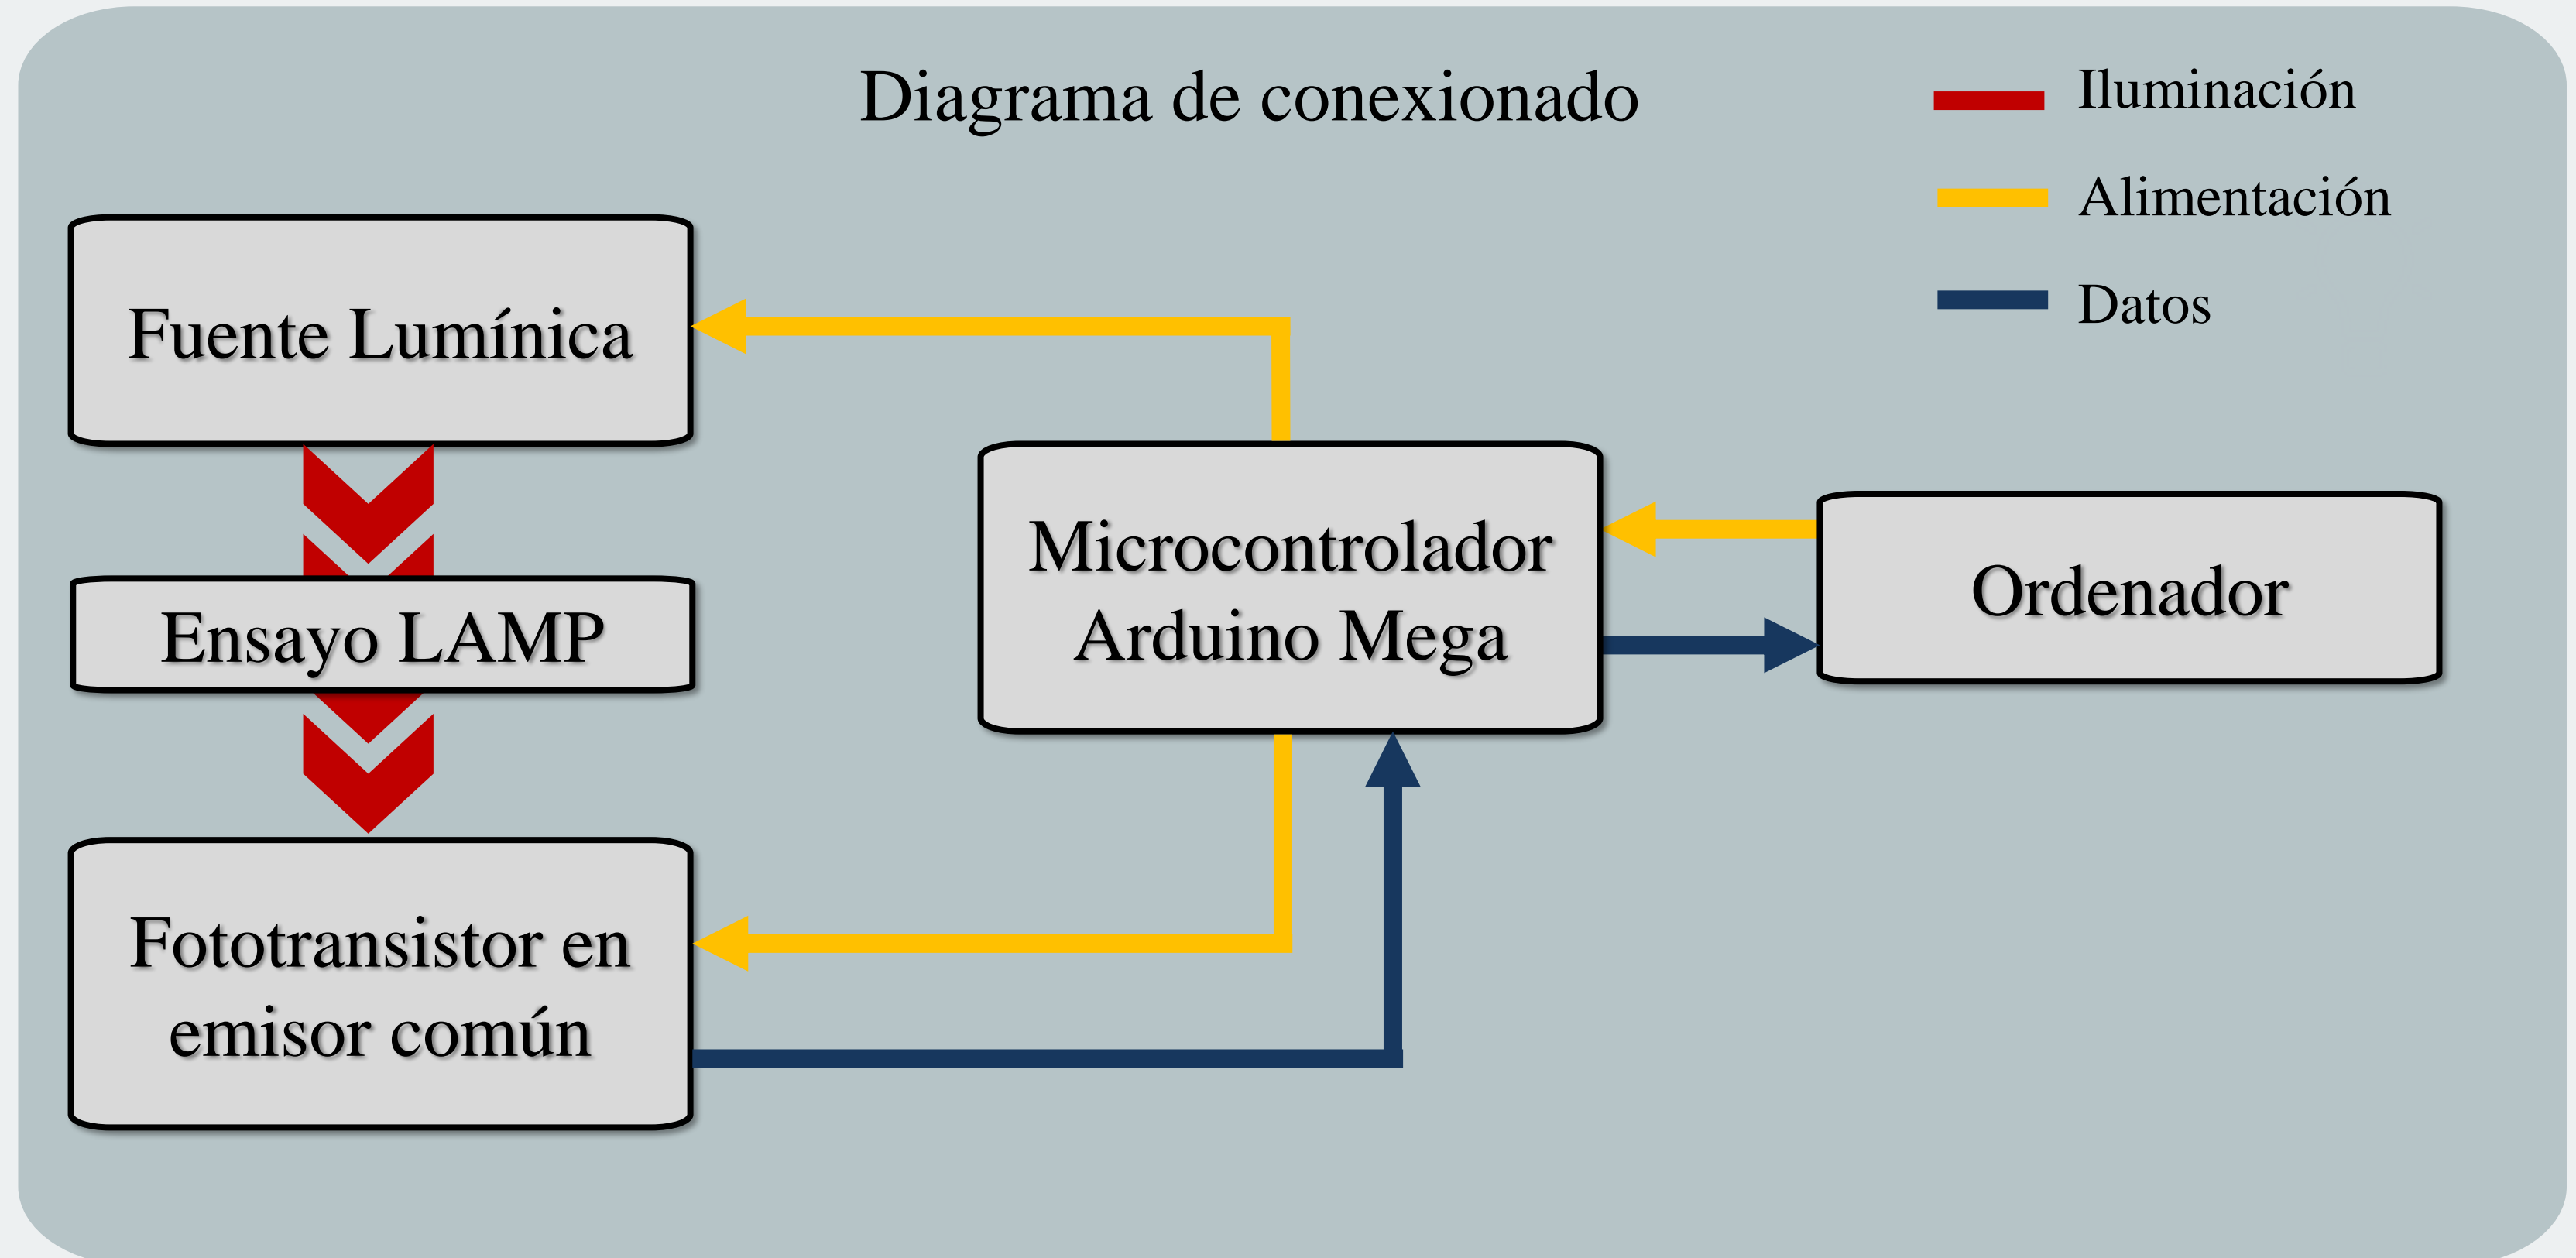 Diagrama de conexionado
Iluminación
Alimentación
Datos
Fuente Lumínica
Ensayo LAMP
Fototransistor en
emisor común
Microcontrolador
Arduino Mega
Ordenador